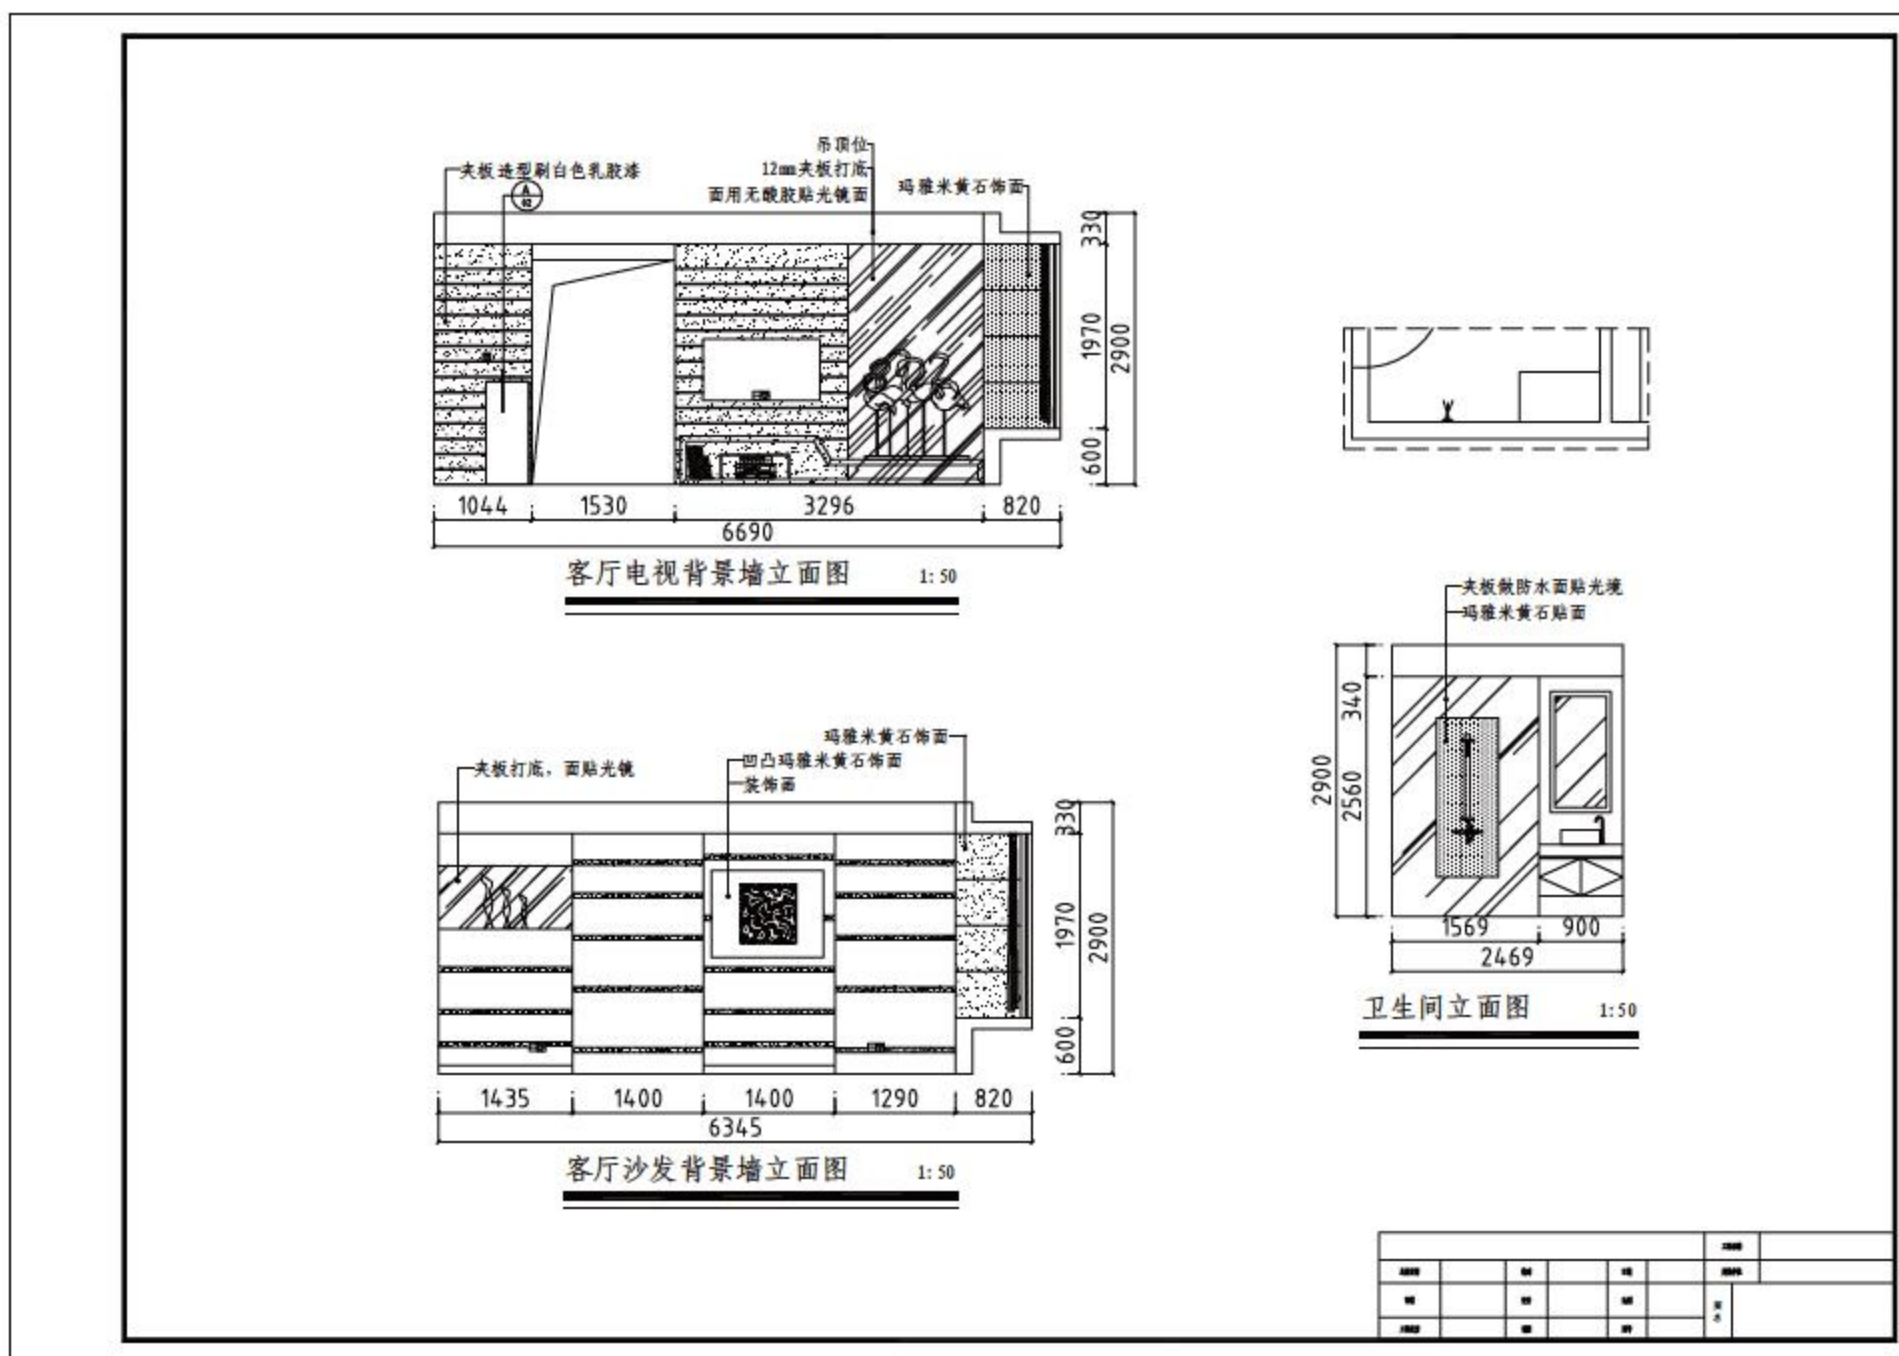 吊顶位
夹板造型刷白色乳胶漆
12mm夹板打底
面用无酸胶贴光镜面
玛雅米黄石饰面
A
02
330
1970
2900
600
1044
1530
3296
820
6690
客厅电视背景墙立面图
1:50
夹板做防水面贴光境
玛雅米黄石贴面
340
2900
2560
1569
900
2469
卫生间立面图
1:50
玛雅米黄石饰面
凹凸玛雅米黄石饰面
夹板打底，面贴光镜
装饰画
330
1970
2900
600
1435
1400
1400
1290
820
6345
客厅沙发背景墙立面图
1:50